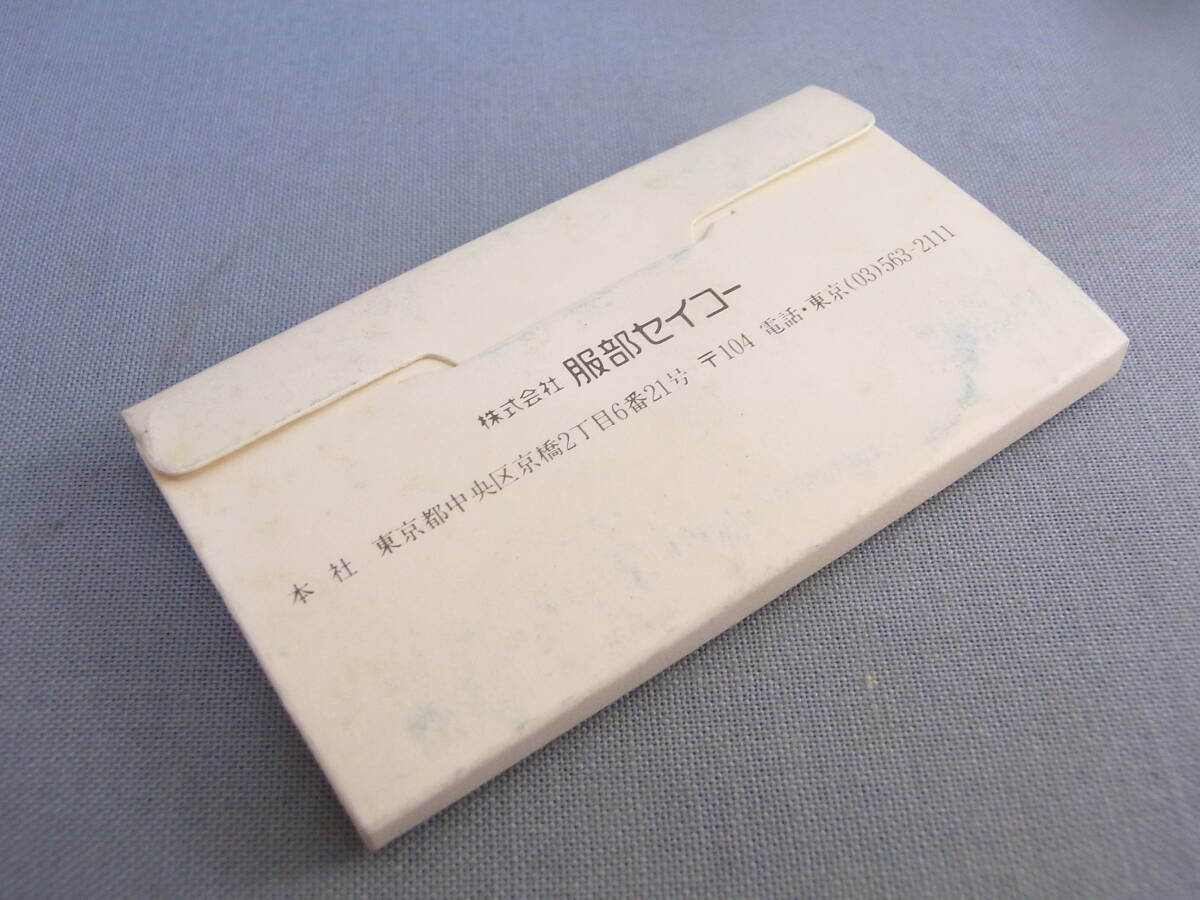 株式会社 服部セイコー
本社 東京都中央区京橋2丁目6番21号 〒104 電話・東京(03)563-2111